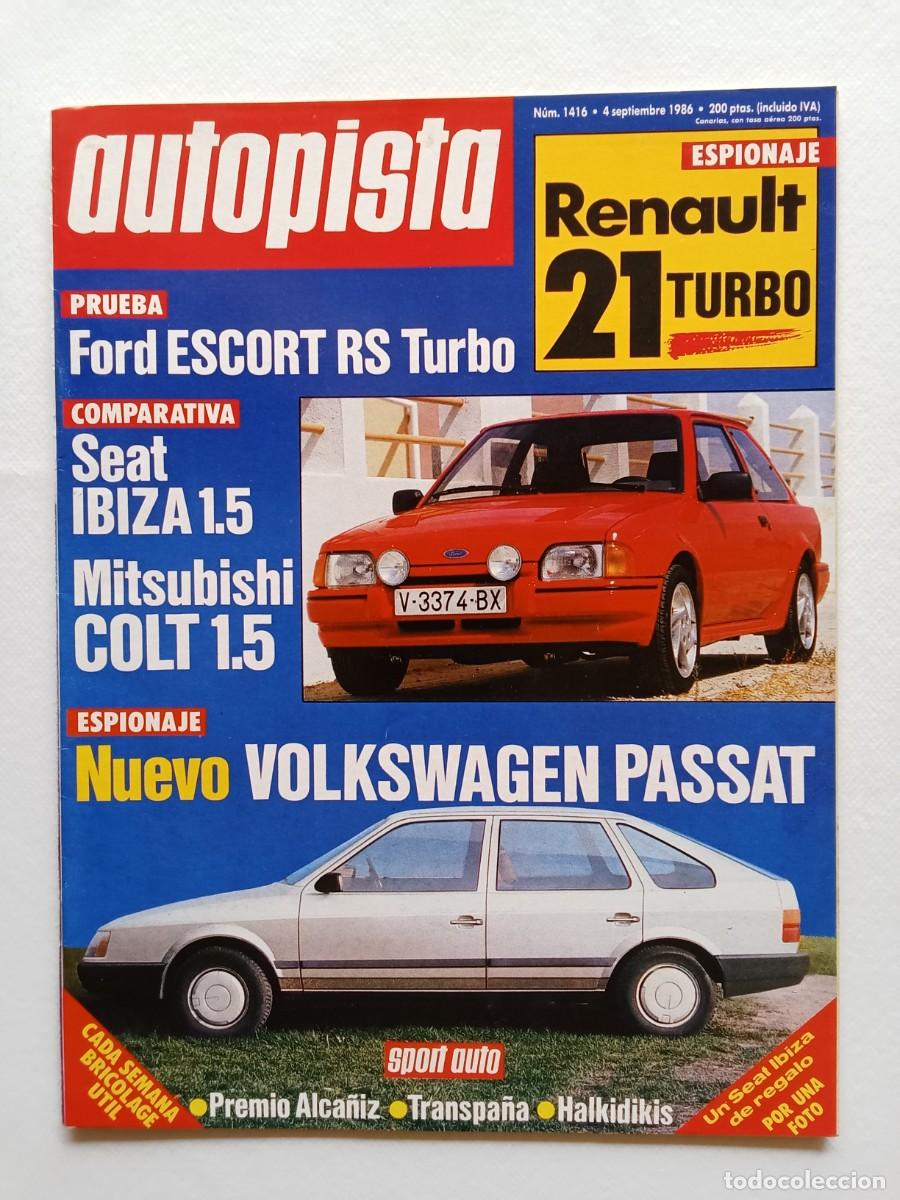 Núm. 1416 • 4 septiembre 1986 • 200 ptas. (incluido IVA)
Canarias, con tasa aérea 200 ptas.
autopista
ESPIONAJE
Renault
21 TURBO
PRUEBA
Ford ESCORT RS Turbo
COMPARATIVA
Seat
IBIZA 1.5
Mitsubishi
COLT 1.5
Ford
V-3374-BX
ESPIONAJE
Nuevo VOLKSWAGEN PASSAT
CADA SEMANA
BRICOLAGE
UTIL
sport auto
• Premio Alcañiz • Transpaña • Halkidikis
Un Seat Ibiza
de regalo
POR UNA
FOTO
todocoleccion